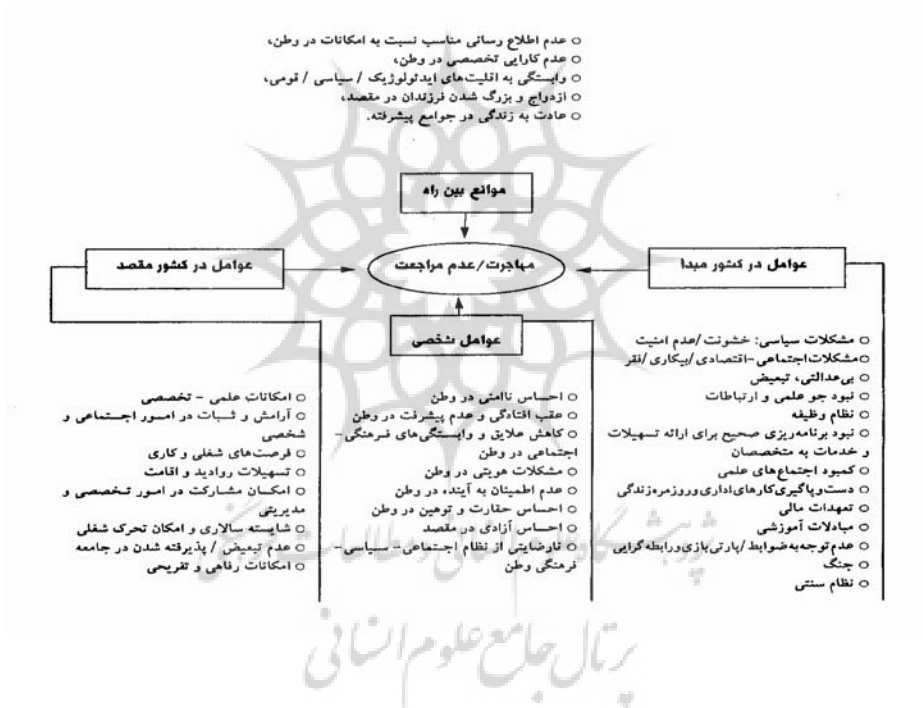 ○ عدم اطلاع رسانی مناسب نسبت به امکانات در وطن،
○ عدم کارایی تخصصی در وطن،
○ وابستگی به اقلیت‌های ایدئولوژیک / سیاسی / قومی،
○ ازدواج و بزرگ شدن فرزندان در مقصد،
○ عادت به زندگی در جوامع پیشرفته.
موانع بین راه
عوامل در کشور مبدأ
مهاجرت/عدم مراجعت
عوامل در کشور مقصد
عوامل شخصی
○ مشکلات سیاسی: خشونت/عدم امنیت
○ مشکلات اجتماعی-اقتصادی/بیکاری/فقر
○ بی‌عدالتی، تبعیض
○ نبود جو علمی و ارتباطات
○ نظام وظیفه
○ نبود برنامه‌ریزی صحیح برای ارائه تسهیلات
و خدمات به متخصصان
○ کمبود اجتماع‌های علمی
○ دست‌و‌پاگیری کارهای اداری و روزمره زندگی
○ تعهدات مالی
○ مبادلات آموزشی
○ عدم توجه به ضوابط/پارتی بازی و رابطه گرایی
○ جنگ
○ نظام سنتی
○ احساس ناامنی در وطن
○ عقب افتادگی و عدم پیشرفت در وطن
○ کاهش علایق و وابستگی‌های فرهنگی-
اجتماعی در وطن
○ مشکلات هویتی در وطن
○ عدم اطمینان به آینده در وطن
○ احساس حقارت و توهین در وطن
○ احساس آزادی در مقصد
○ نارضایتی از نظام اجتماعی- سیاسی-
فرهنگی وطن
○ امکانات علمی - تخصصی
○ آرامش و ثبات در امور اجتماعی و
شخصی
○ فرصت‌های شغلی و کاری
○ تسهیلات روادید و اقامت
○ امکان مشارکت در امور تخصصی و
مدیریتی
○ شایسته سالاری و امکان تحرک شغلی
○ عدم تبعیض / پذیرفته شدن در جامعه
○ امکانات رفاهی و تفریحی
پژوهشگاه علوم انسانی و مطالعات فرهنگی
پرتال جامع علوم انسانی